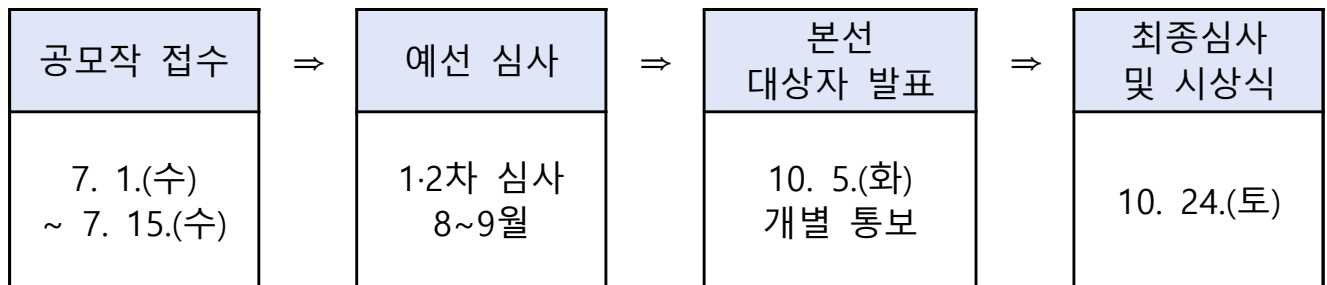 공모작 접수
⇒
예선 심사
⇒
본선
대상자 발표
⇒
최종심사
및 시상식
7. 1.(수)
~ 7. 15.(수)
1·2차 심사
8~9월
10. 5.(화)
개별 통보
10. 24.(토)